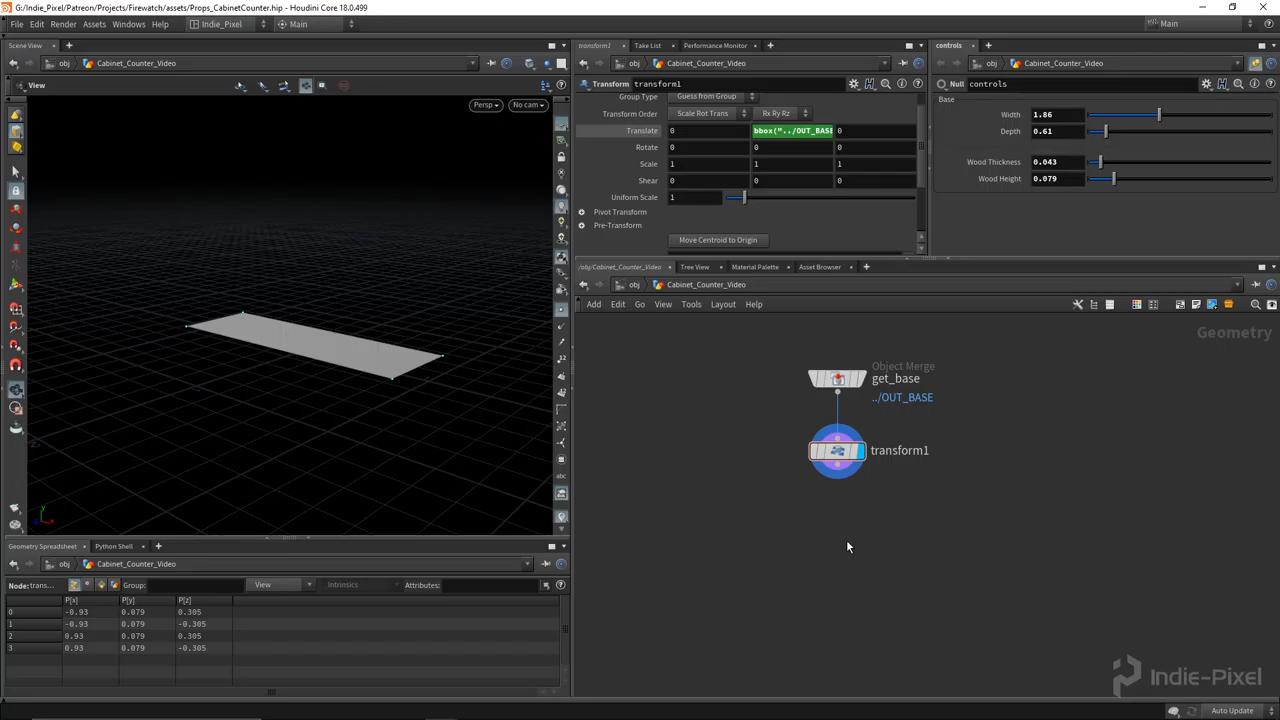 G:/Indie_Pixel/Patreon/Projects/Firewatch/assets/Props_CabinetCounter.hip - Houdini Core 18.0.499
File Edit Render Assets Windows Help Indie_Pixel Main Main
Scene View
obj Cabinet_Counter_Video
View
Persp No cam
abc
Geometry Spreadsheet Python Shell
obj Cabinet_Counter_Video
Node: trans... Group: View Intrinsics Attributes:
P[x] P[y] P[z]
0 -0.93 0.079 0.305
1 -0.93 0.079 -0.305
2 0.93 0.079 0.305
3 0.93 0.079 -0.305
transform1 Take List Performance Monitor
obj Cabinet_Counter_Video
Transform transform1
Group Type Guess from Group
Transform Order Scale Rot Trans Rx Ry Rz
Translate 0 bbox("../OUT_BASE 0
Rotate 0 0 0
Scale 1 1 1
Shear 0 0 0
Uniform Scale 1
Pivot Transform
Pre-Transform
Move Centroid to Origin
controls
obj Cabinet_Counter_Video
Null controls
Base
Width 1.86
Depth 0.61
Wood Thickness 0.043
Wood Height 0.079
/obj/Cabinet_Counter_Video Tree View Material Palette Asset Browser
obj Cabinet_Counter_Video
Add Edit Go View Tools Layout Help
Geometry
Object Merge
get_base
../OUT_BASE
transform1
Indie-Pixel
Auto Update